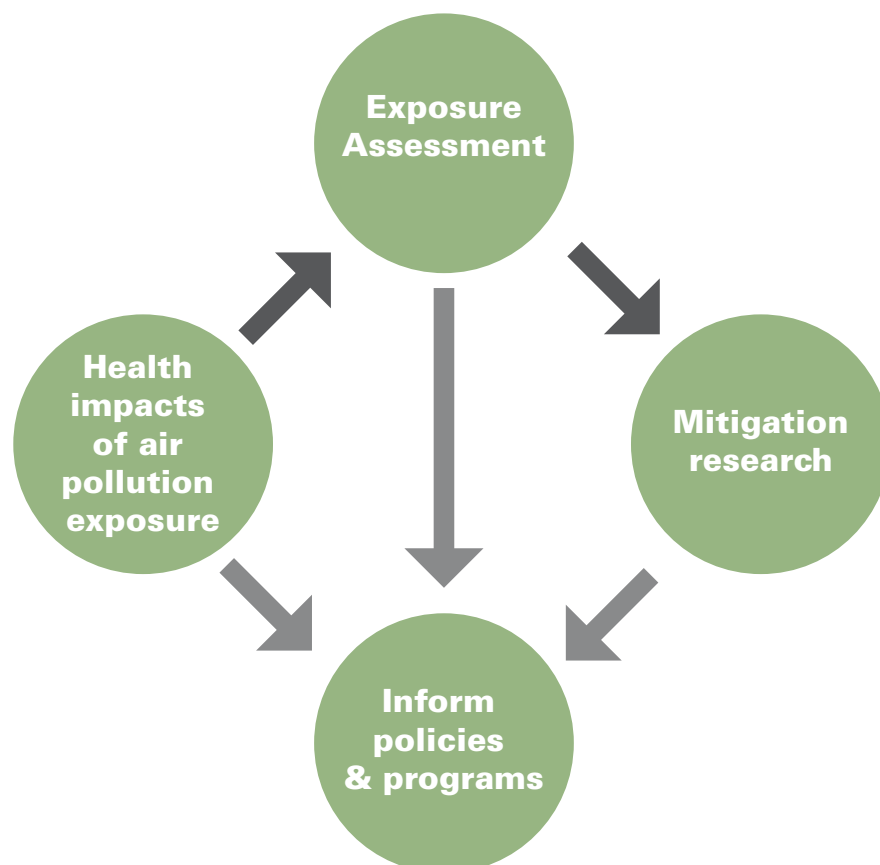 Exposure
Assessment
Health
impacts
of air
pollution
exposure
Mitigation
research
Inform
policies
& programs